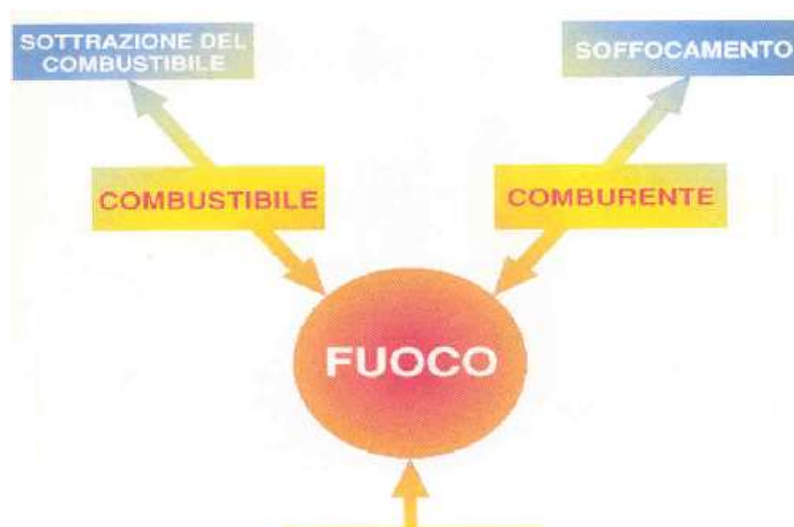 SOTTRAZIONE DEL
COMBUSTIBILE
SOFFOCAMENTO
COMBUSTIBILE
COMBURENTE
FUOCO